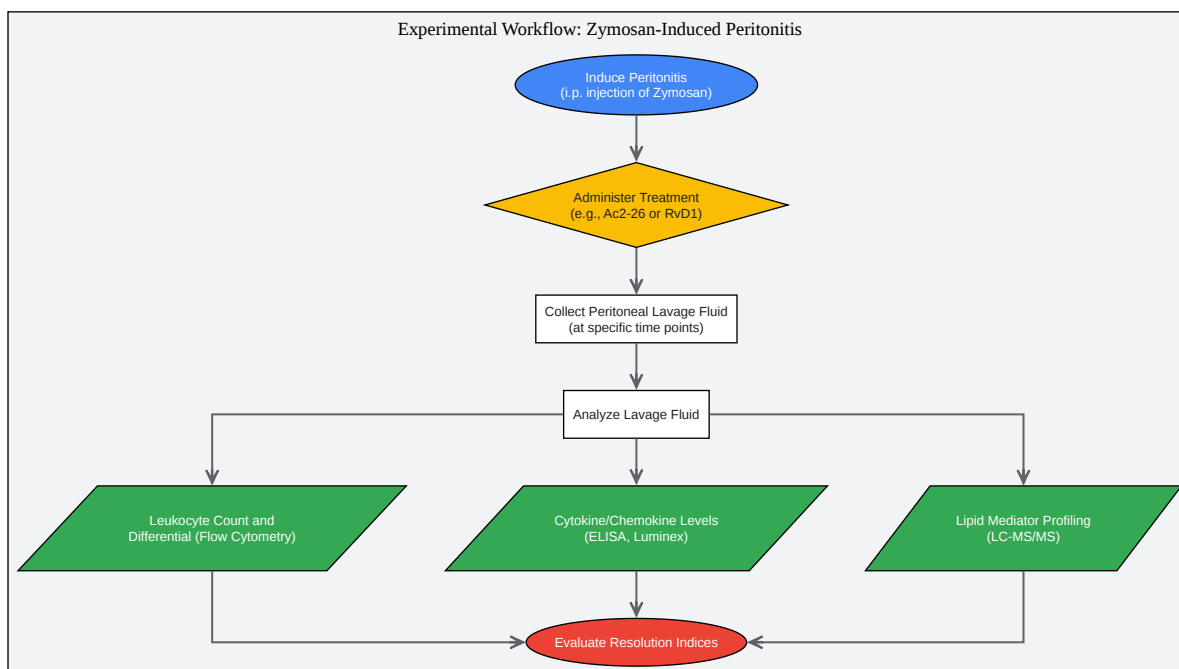 Experimental Workflow: Zymosan-Induced Peritonitis
Induce Peritonitis
(i.p. injection of Zymosan)
Administer Treatment
(e.g., Ac2-26 or RvD1)
Collect Peritoneal Lavage Fluid
(at specific time points)
Analyze Lavage Fluid
Leukocyte Count and
Differential (Flow Cytometry)
Cytokine/Chemokine Levels
(ELISA, Luminex)
Lipid Mediator Profiling
(LC-MS/MS)
Evaluate Resolution Indices